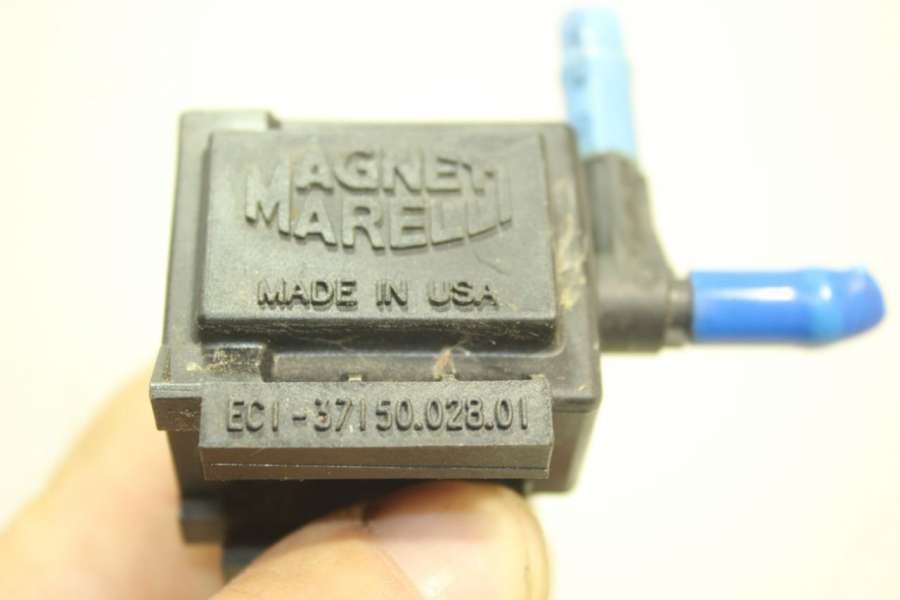 MAGNETI
MARELLI
MADE IN USA
EC1-37150.028.01